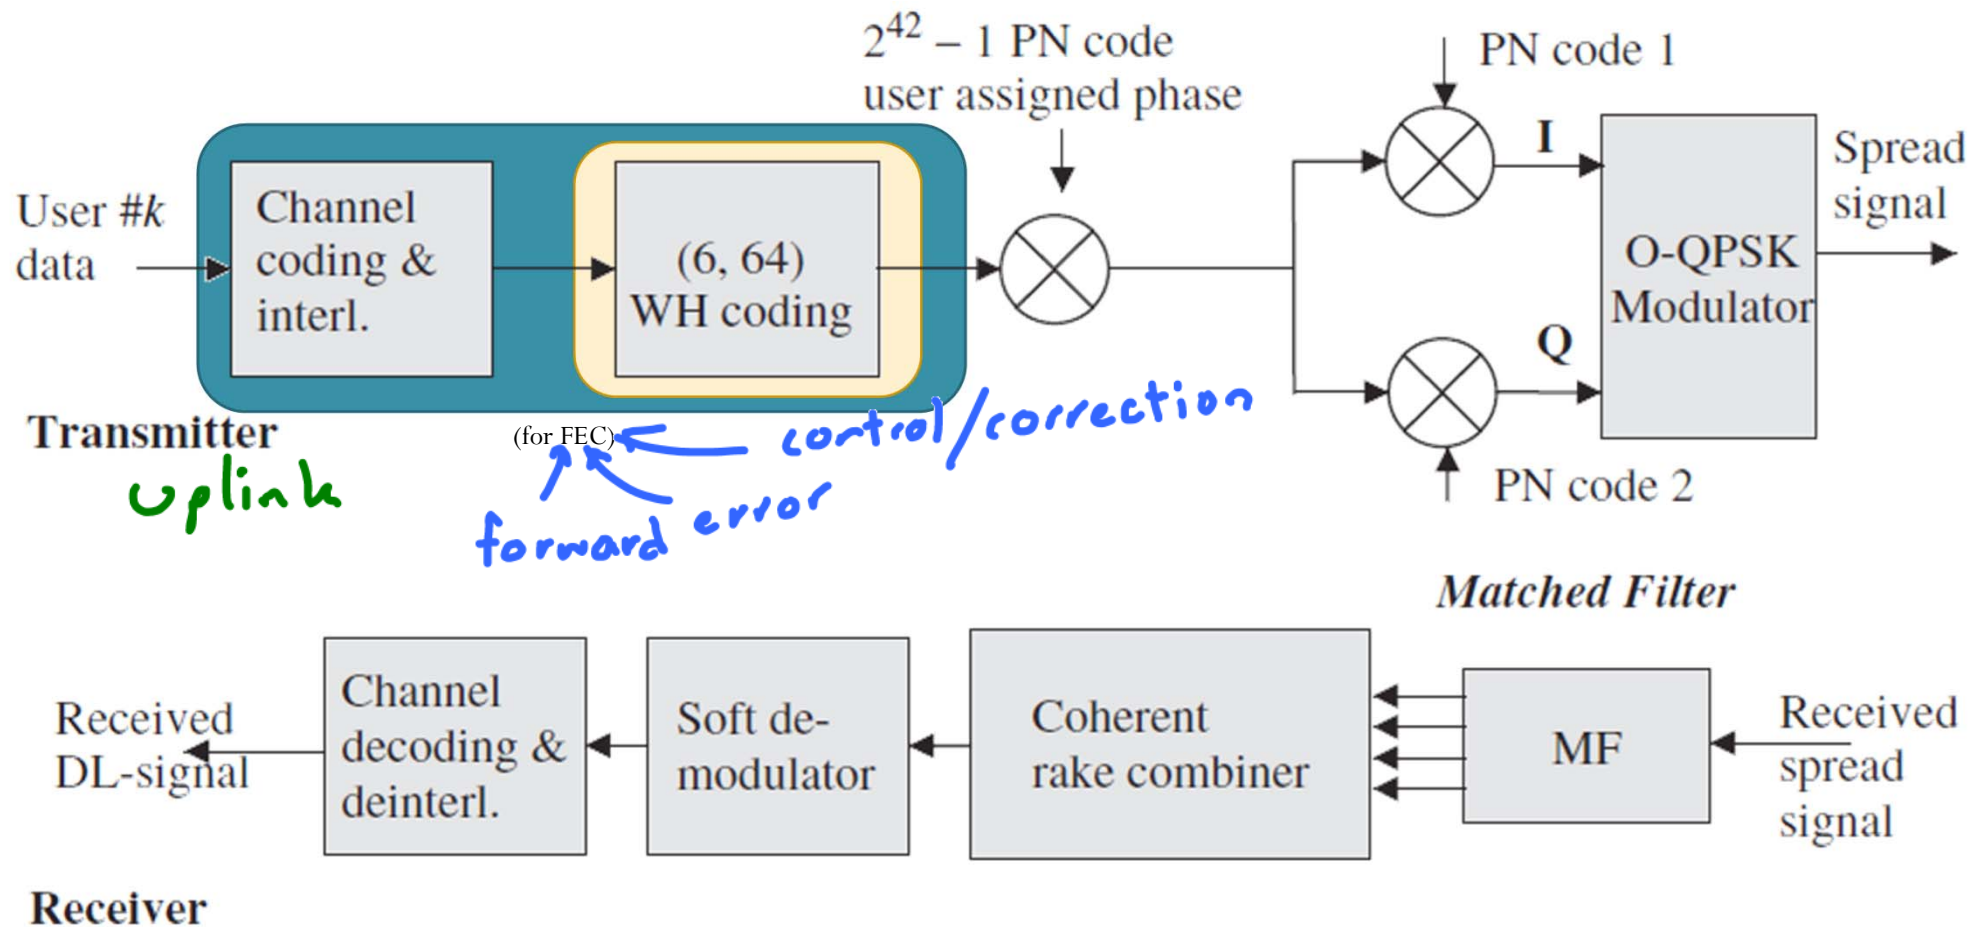 2^42 – 1 PN code
user assigned phase
PN code 1
User #k
data
Channel
coding &
interl.
(6, 64)
WH coding
I
Q
O-QPSK
Modulator
Spread
signal
PN code 2
Transmitter
uplink
(for FEC)
control/correction
forward error
Matched Filter
Received
DL-signal
Channel
decoding &
deinterl.
Soft de-
modulator
Coherent
rake combiner
MF
Received
spread
signal
Receiver